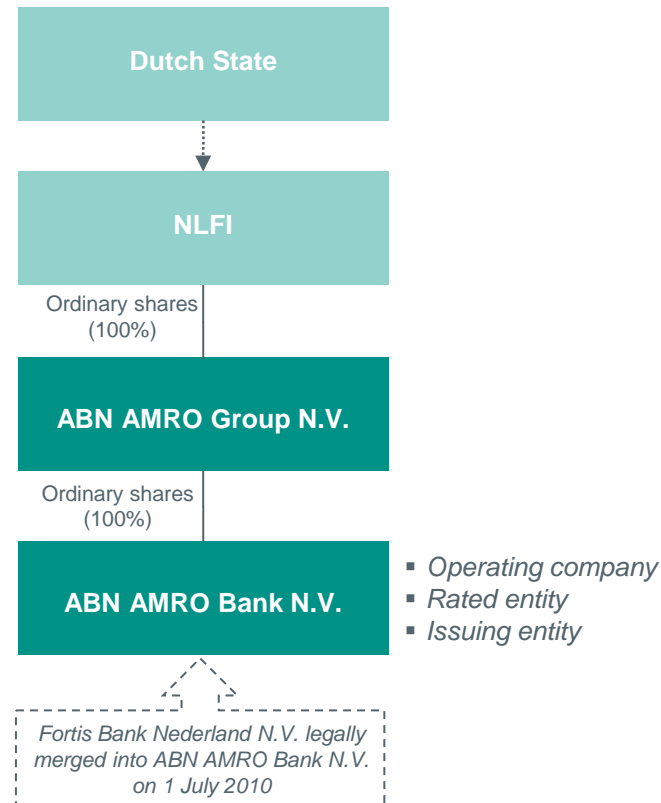 Dutch State
NLFI
Ordinary shares
(100%)
ABN AMRO Group N.V.
Ordinary shares
(100%)
ABN AMRO Bank N.V.
▪ Operating company
▪ Rated entity
▪ Issuing entity
Fortis Bank Nederland N.V. legally
merged into ABN AMRO Bank N.V.
on 1 July 2010